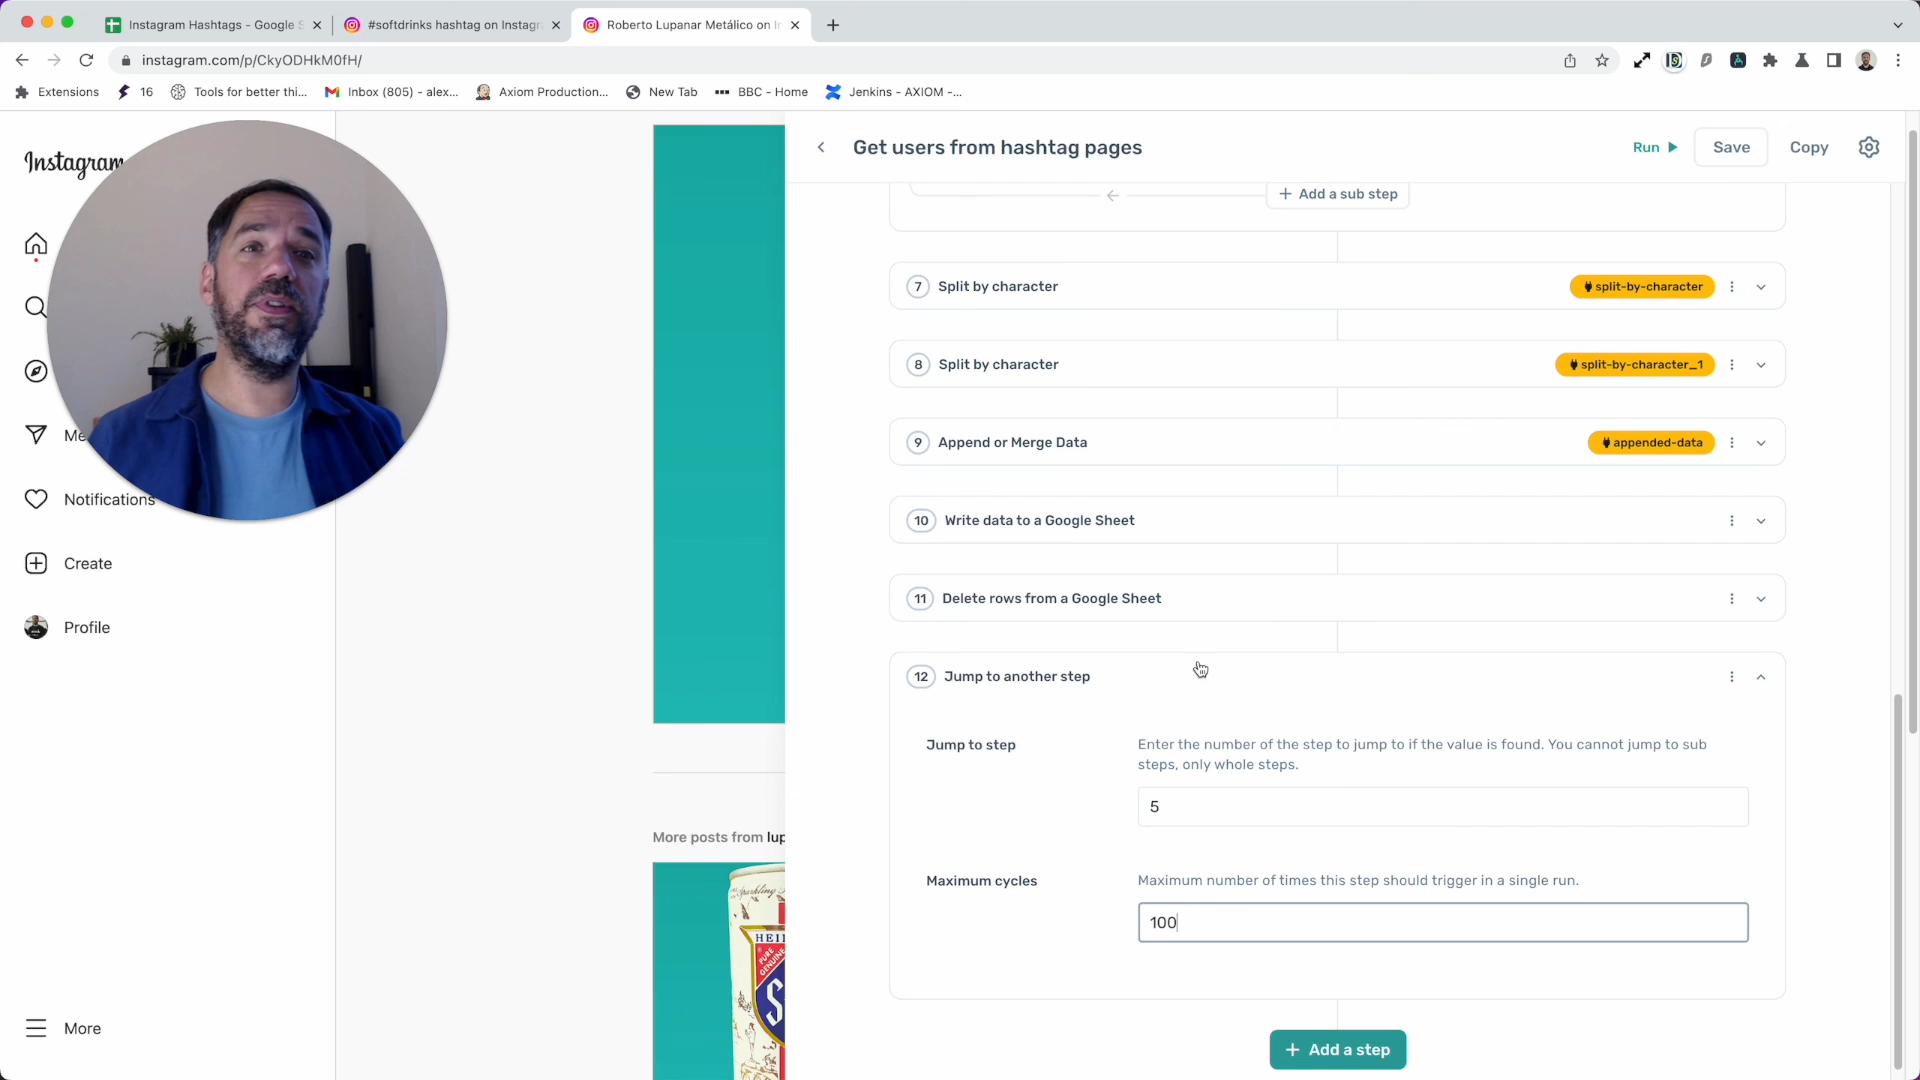 Instagram Hashtags - Google S
#softdrinks hashtag on Instagr
Roberto Lupanar Metálico on In
instagram.com/p/CkyODHkM0fH/
Extensions
16
Tools for better thi...
Inbox (805) - alex...
Axiom Production...
New Tab
BBC - Home
Jenkins - AXIOM -...
Instagram
Me
Notifications
Create
Profile
More
More posts from lup
Sparkling
HEIL
PURE
GENUINE
S
Get users from hashtag pages
Run
Save
Copy
+ Add a sub step
7 Split by character
split-by-character
8 Split by character
split-by-character_1
9 Append or Merge Data
appended-data
10 Write data to a Google Sheet
11 Delete rows from a Google Sheet
12 Jump to another step
Jump to step
Enter the number of the step to jump to if the value is found. You cannot jump to sub
steps, only whole steps.
5
Maximum cycles
Maximum number of times this step should trigger in a single run.
100
+ Add a step